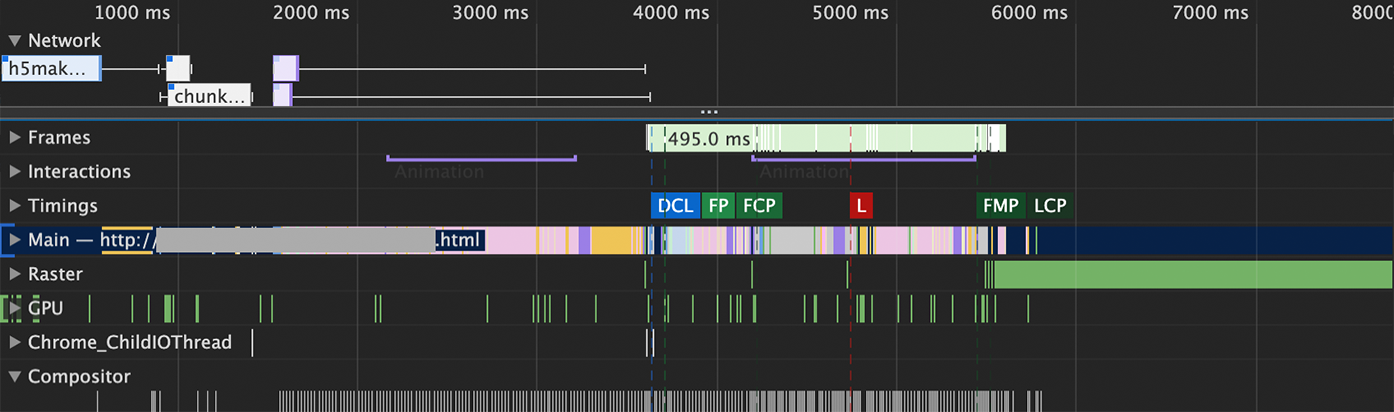 1000 ms 2000 ms 3000 ms 4000 ms 5000 ms 6000 ms 7000 ms 8000
Network
h5mak...
chunk...
...
Frames 495.0 ms
Interactions Animation Animation
Timings DCL FP FCP L FMP LCP
Main — http:// .html
Raster
GPU
Chrome_ChildIOThread
Compositor